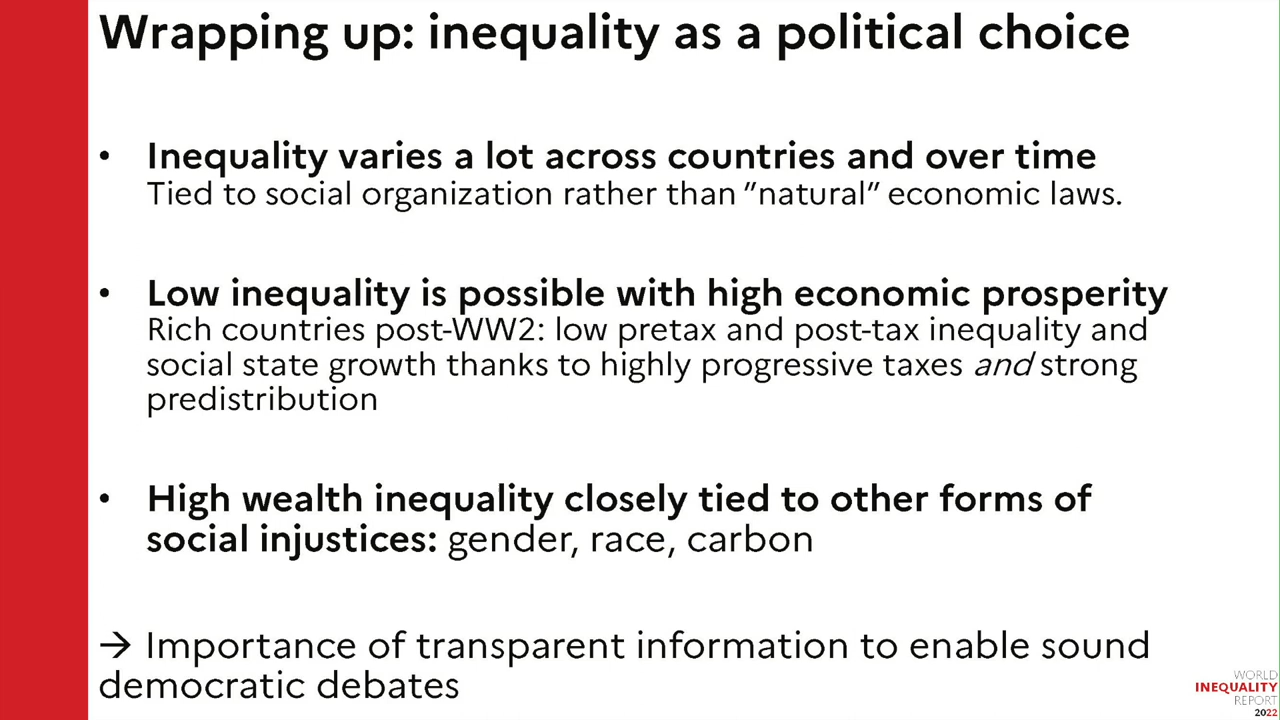 Wrapping up: inequality as a political choice
• Inequality varies a lot across countries and over time
Tied to social organization rather than ”natural” economic laws.
• Low inequality is possible with high economic prosperity
Rich countries post-WW2: low pretax and post-tax inequality and
social state growth thanks to highly progressive taxes and strong
predistribution
• High wealth inequality closely tied to other forms of
social injustices: gender, race, carbon
→ Importance of transparent information to enable sound
democratic debates
WORLD
INEQUALITY
REPORT
2022